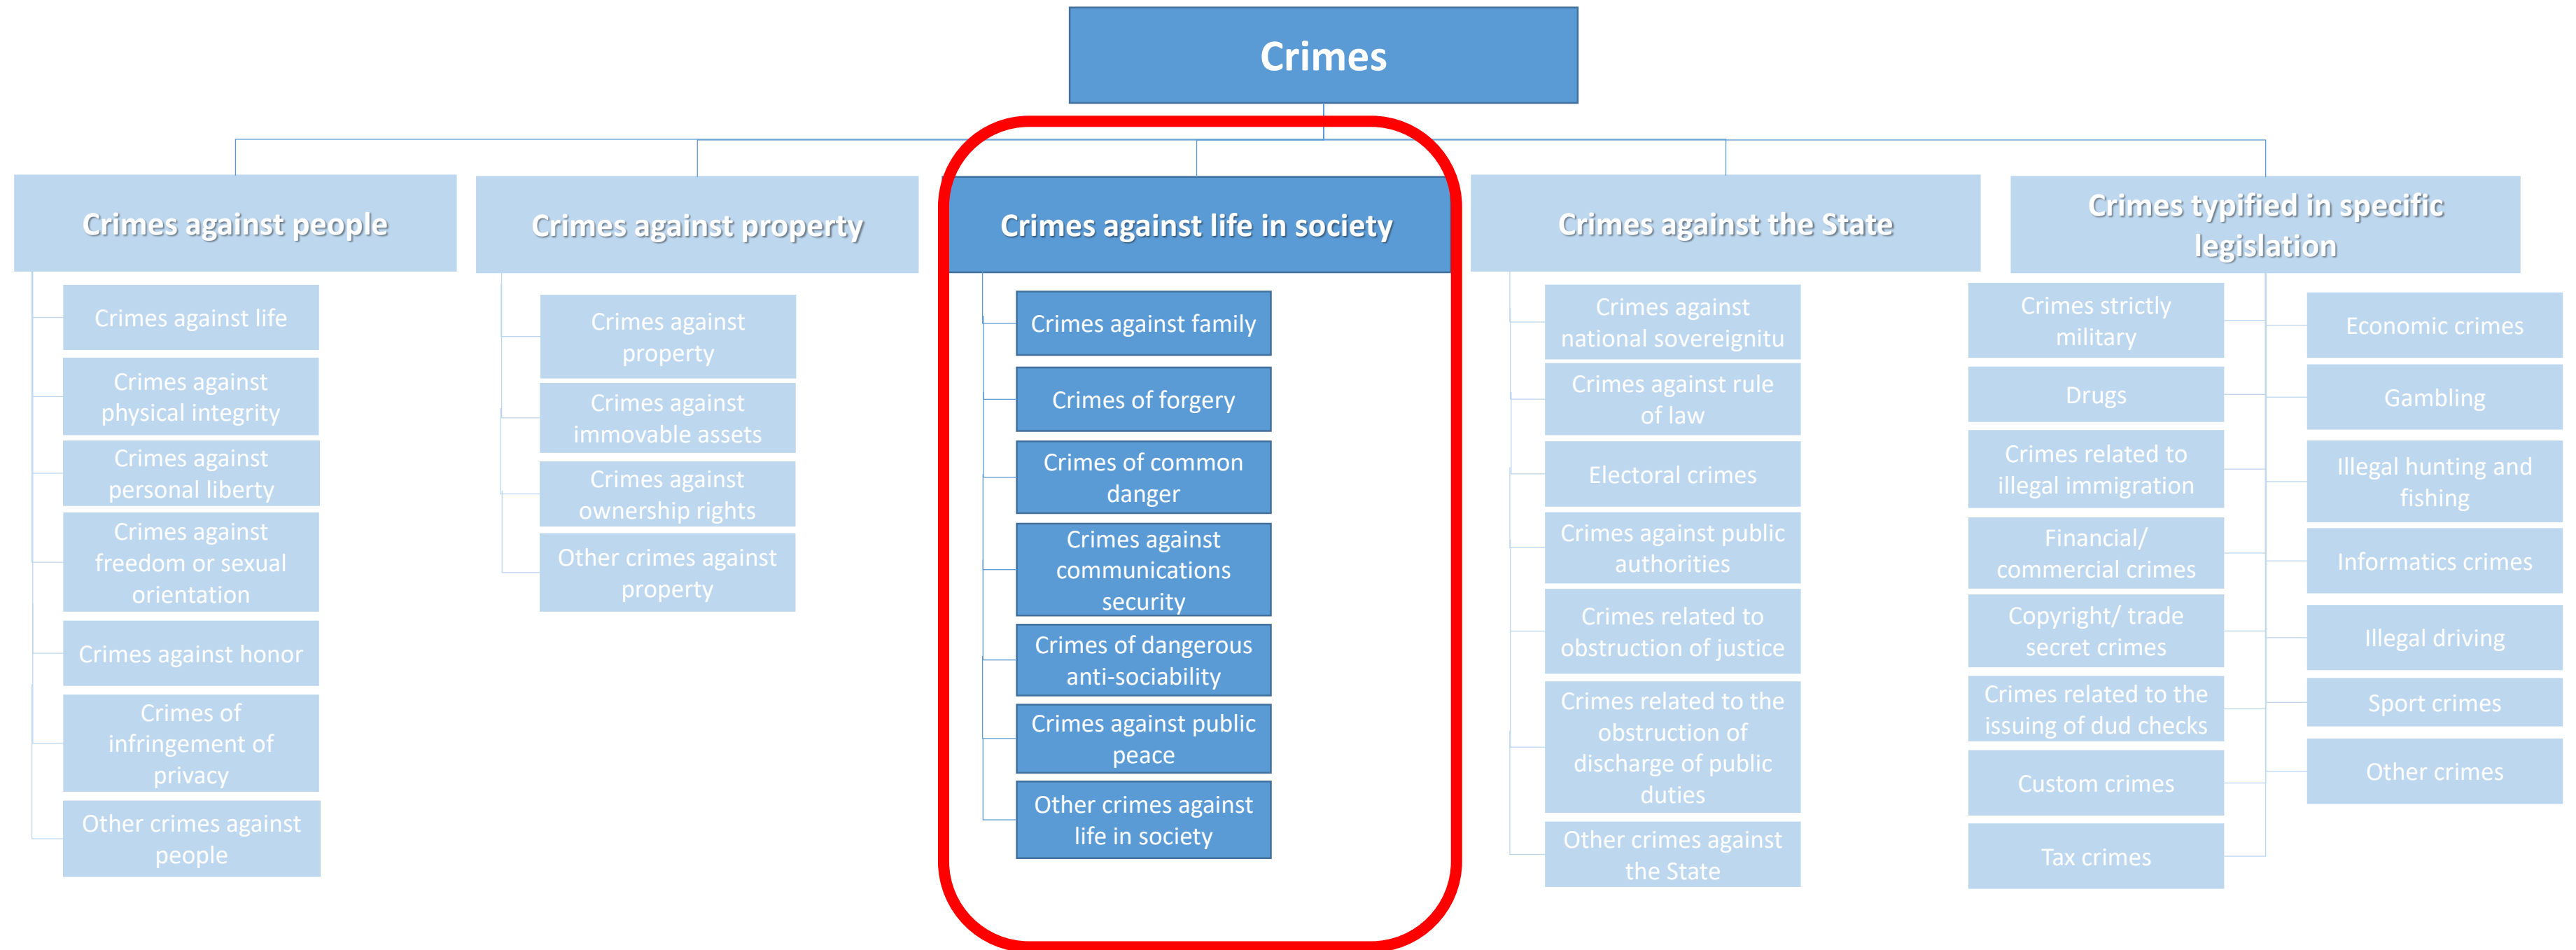 Crimes
Crimes against people
Crimes against life
Crimes against
physical integrity
Crimes against
personal liberty
Crimes against
freedom or sexual
orientation
Crimes against honor
Crimes of
infringement of
privacy
Other crimes against
people
Crimes against property
Crimes against
property
Crimes against
immovable assets
Crimes against
ownership rights
Other crimes against
property
Crimes against life in society
Crimes against family
Crimes of forgery
Crimes of common
danger
Crimes against
communications
security
Crimes of dangerous
anti-sociability
Crimes against public
peace
Other crimes against
life in society
Crimes against the State
Crimes against
national sovereignitu
Crimes against rule
of law
Electoral crimes
Crimes against public
authorities
Crimes related to
obstruction of justice
Crimes related to the
obstruction of
discharge of public
duties
Other crimes against
the State
Crimes typified in specific
legislation
Crimes strictly
military
Drugs
Crimes related to
illegal immigration
Financial/
commercial crimes
Copyright/ trade
secret crimes
Crimes related to the
issuing of dud checks
Custom crimes
Tax crimes
Economic crimes
Gambling
Illegal hunting and
fishing
Informatics crimes
Illegal driving
Sport crimes
Other crimes